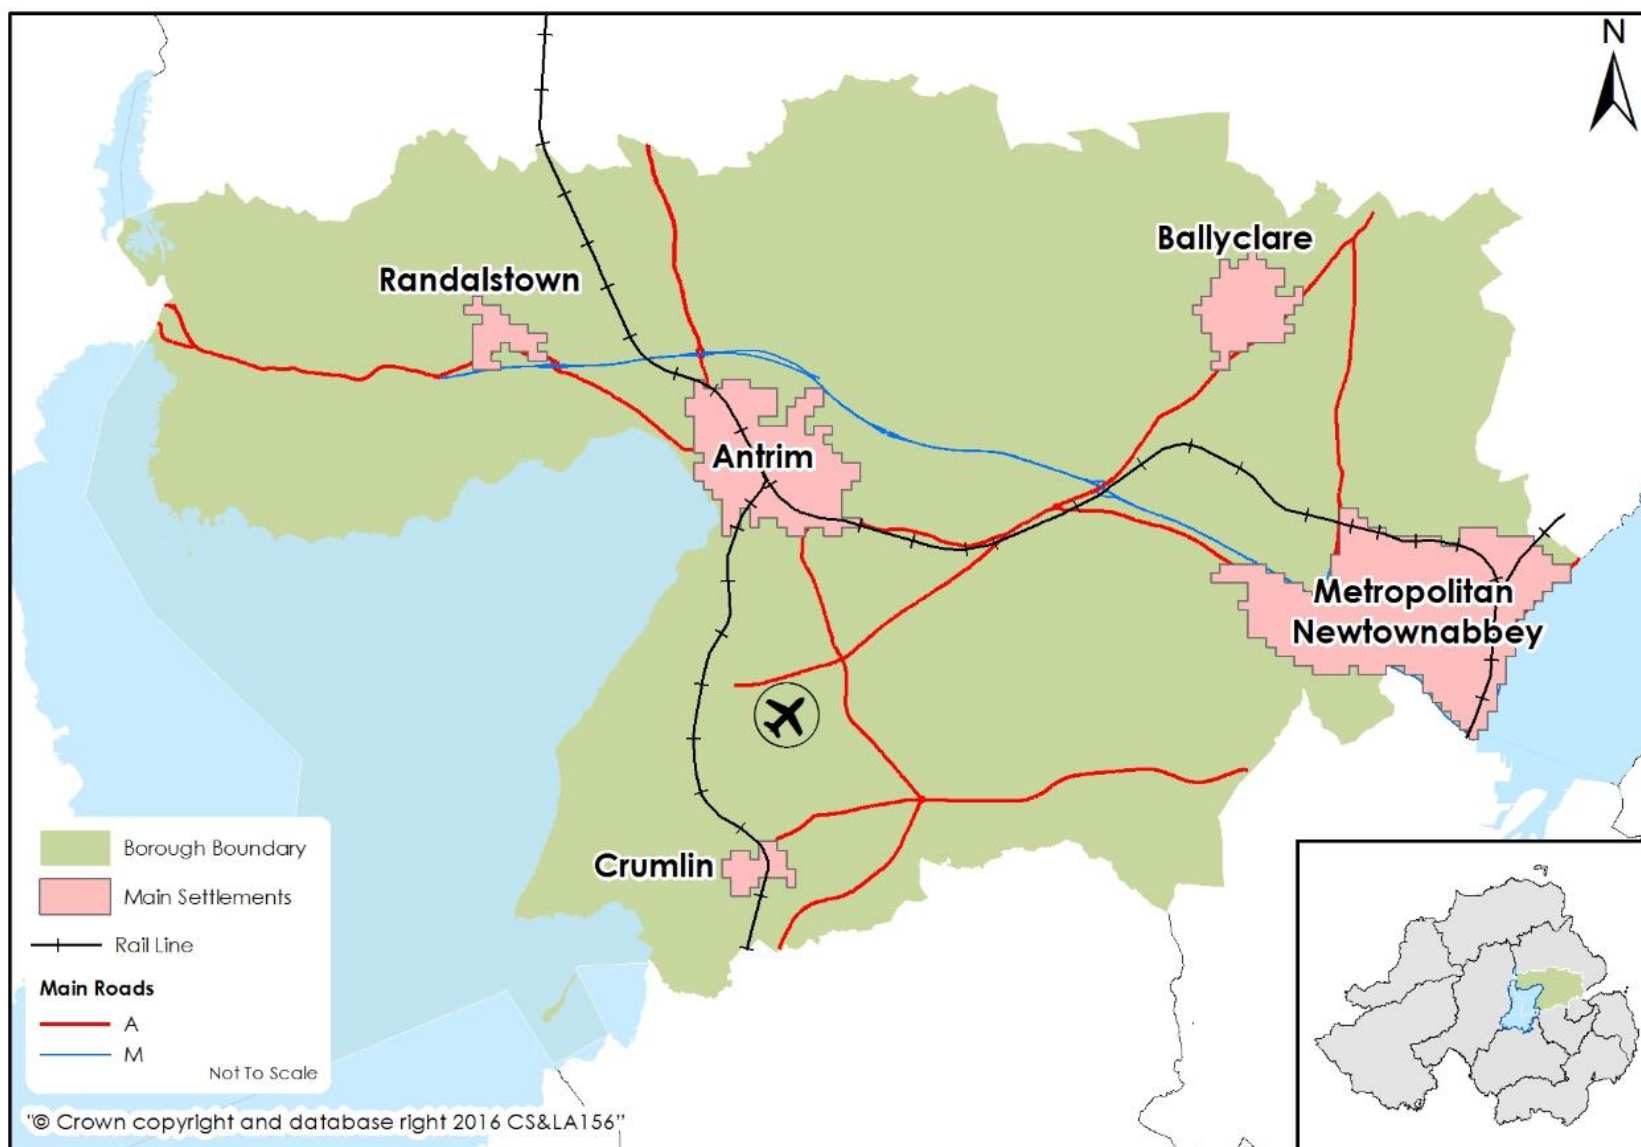 N
Ballyclare
Randalstown
Antrim
Metropolitan
Newtownabbey
Crumlin
Borough Boundary
Main Settlements
Rail Line
Main Roads
A
M
Not To Scale
"© Crown copyright and database right 2016 CS&LA156"